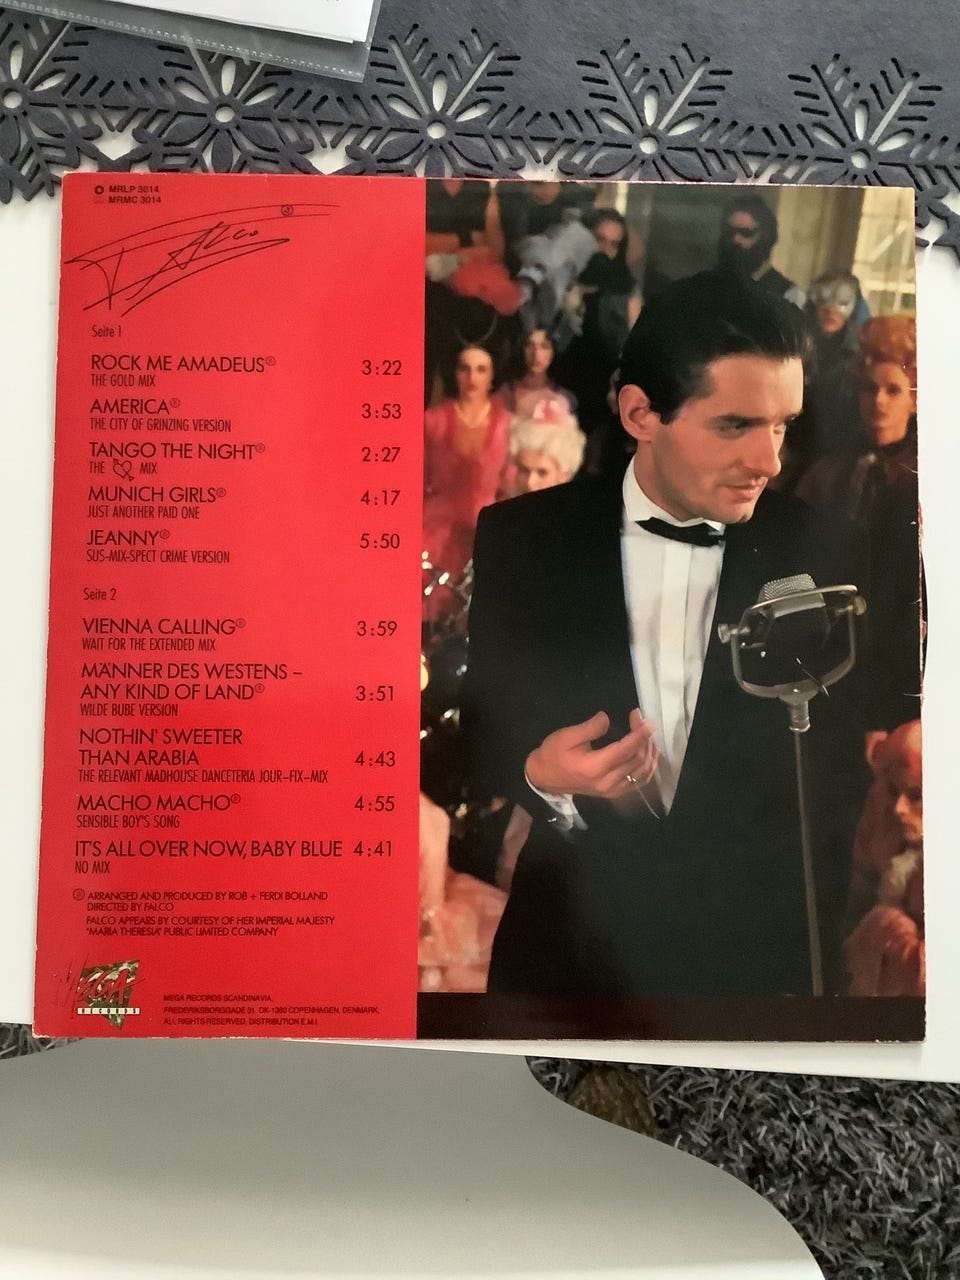 MRLP 3014
MRMC 3014
FALCO 3
Seite 1
ROCK ME AMADEUS® 3:22
THE GOLD MIX
AMERICA® 3:53
THE CITY OF GRINZING VERSION
TANGO THE NIGHT® 2:27
THE MIX
MUNICH GIRLS® 4:17
JUST ANOTHER PAID ONE
JEANNY® 5:50
SUS-MIX-SPECT CRIME VERSION
Seite 2
VIENNA CALLING® 3:59
WAIT FOR THE EXTENDED MIX
MÄNNER DES WESTENS –
ANY KIND OF LAND® 3:51
WILDE BUBE VERSION
NOTHIN' SWEETER
THAN ARABIA 4:43
THE RELEVANT MADHOUSE DANCETERIA JOUR-FIX-MIX
MACHO MACHO® 4:55
SENSIBLE BOY'S SONG
IT'S ALL OVER NOW, BABY BLUE 4:41
NO MIX
® ARRANGED AND PRODUCED BY ROB + FERDI BOLLAND
DIRECTED BY FALCO
FALCO APPEARS BY COURTESY OF HER IMPERIAL MAJESTY
"MARIA THERESIA" PUBLIC LIMITED COMPANY
MEGA
RECORDS
MEGA RECORDS SCANDINAVIA,
FREDERIKSBORGGADE 31, DK-1360 COPENHAGEN, DENMARK,
ALL RIGHTS RESERVED, DISTRIBUTION E.M.I.